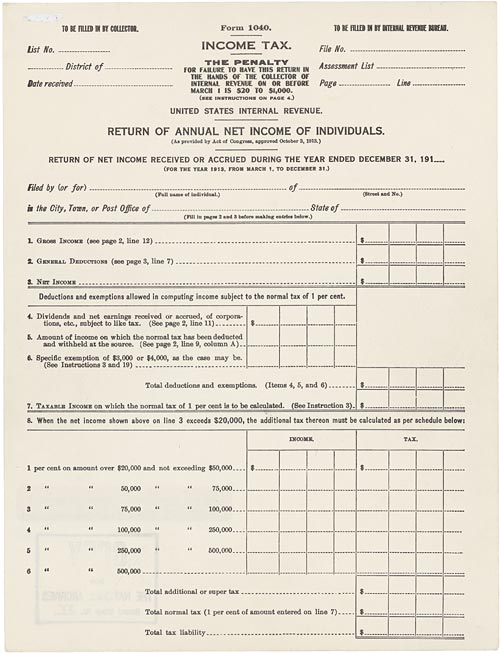 TO BE FILLED IN BY COLLECTOR.
Form 1040.
TO BE FILLED IN BY INTERNAL REVENUE BUREAU.
INCOME TAX.
List No.
File No.
THE PENALTY
FOR FAILURE TO HAVE THIS RETURN IN
THE HANDS OF THE COLLECTOR OF
INTERNAL REVENUE ON OR BEFORE
MARCH 1 IS $20 TO $1,000.
(SEE INSTRUCTIONS ON PAGE 4.)
District of
Assessment List
Date received
Page Line
UNITED STATES INTERNAL REVENUE.
RETURN OF ANNUAL NET INCOME OF INDIVIDUALS.
(As provided by Act of Congress, approved October 3, 1913.)
RETURN OF NET INCOME RECEIVED OR ACCRUED DURING THE YEAR ENDED DECEMBER 31, 191
(FOR THE YEAR 1913, FROM MARCH 1, TO DECEMBER 31.)
Filed by (or for) of
(Full name of individual.) (Street and No.)
in the City, Town, or Post Office of State of
(Fill in pages 2 and 3 before making entries below.)
1. GROSS INCOME (see page 2, line 12) $
2. GENERAL DEDUCTIONS (see page 3, line 7) $
3. NET INCOME $
Deductions and exemptions allowed in computing income subject to the normal tax of 1 per cent.
4. Dividends and net earnings received or accrued, of corpora-
tions, etc., subject to like tax. (See page 2, line 11) $
5. Amount of income on which the normal tax has been deducted
and withheld at the source. (See page 2, line 9, column A)
6. Specific exemption of $3,000 or $4,000, as the case may be.
(See Instructions 3 and 19)
Total deductions and exemptions. (Items 4, 5, and 6) $
7. TAXABLE INCOME on which the normal tax of 1 per cent is to be calculated. (See Instruction 3). $
8. When the net income shown above on line 3 exceeds $20,000, the additional tax thereon must be calculated as per schedule below:
INCOME. TAX.
1 per cent on amount over $20,000 and not exceeding $50,000 $ $
2 " " 50,000 " " 75,000
3 " " 75,000 " " 100,000
4 " " 100,000 " " 250,000
5 " " 250,000 " " 500,000
6 " " 500,000
Total additional or super tax $
Total normal tax (1 per cent of amount entered on line 7) $
Total tax liability $